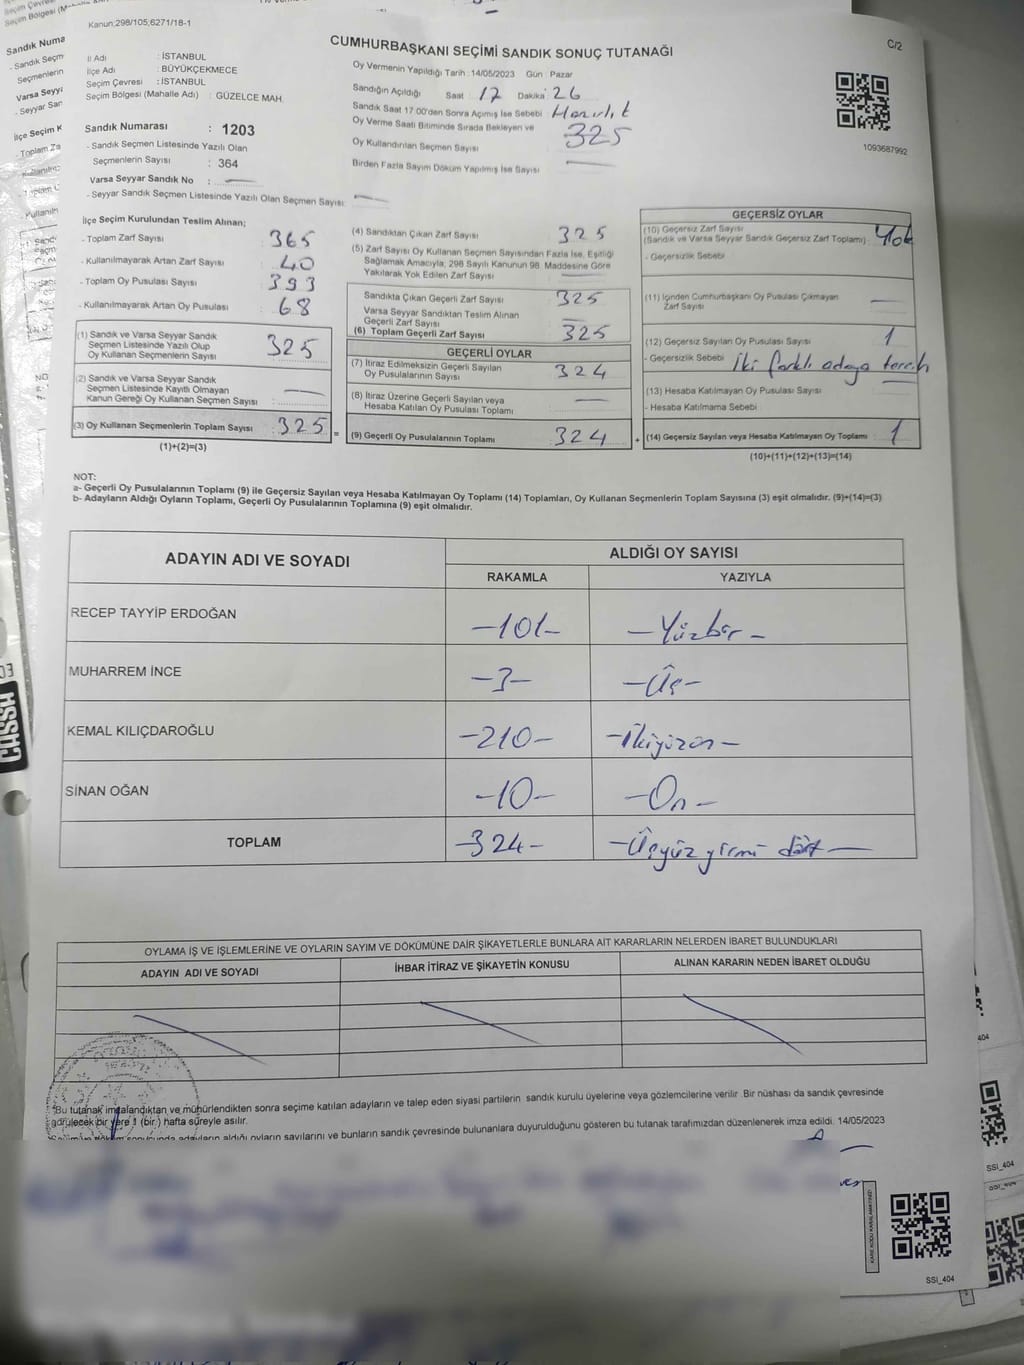 Kanun:298/105,6271/18-1
C/2
CUMHURBAŞKANI SEÇİMİ SANDIK SONUÇ TUTANAĞI
İl Adı : İSTANBUL
İlçe Adı : BÜYÜKÇEKMECE
Seçim Çevresi : İSTANBUL
Seçim Bölgesi (Mahalle Adı) : GÜZELCE MAH.
Sandık Numarası : 1203
- Sandık Seçmen Listesinde Yazılı Olan
Seçmenlerin Sayısı : 364
Varsa Seyyar Sandık No :
- Seyyar Sandık Seçmen Listesinde Yazılı Olan Seçmen Sayısı:
Oy Vermenin Yapıldığı Tarih :14/05/2023 Gün : Pazar
Sandığın Açıldığı Saat : 17 Dakika : 26
Sandık Saat 17:00'den Sonra Açımış İse Sebebi Hazırlık
Oy Verme Saati Bitiminde Sırada Bekleyen ve
Oy Kullandırılan Seçmen Sayısı 325
Birden Fazla Sayım Döküm Yapılmış İse Sayısı
1093687992
İlçe Seçim Kurulundan Teslim Alınan;
- Toplam Zarf Sayısı 365
- Kullanılmayarak Artan Zarf Sayısı 40
- Toplam Oy Pusulası Sayısı 393
- Kullanılmayarak Artan Oy Pusulası 68
(1) Sandık ve Varsa Seyyar Sandık
Seçmen Listesinde Yazılı Olup
Oy Kullanan Seçmenlerin Sayısı 325
(2) Sandık ve Varsa Seyyar Sandık
Seçmen Listesinde Kayıtlı Olmayan
Kanun Gereği Oy Kullanan Seçmen Sayısı
(3) Oy Kullanan Seçmenlerin Toplam Sayısı 325 =
(1)+(2)=(3)
(4) Sandıktan Çıkan Zarf Sayısı 325
(5) Zarf Sayısı Oy Kullanan Seçmen Sayısından Fazla İse, Eşitliği
Sağlamak Amacıyla; 298 Sayılı Kanunun 98. Maddesine Göre
Yakılarak Yok Edilen Zarf Sayısı
Sandıkta Çıkan Geçerli Zarf Sayısı 325
Varsa Seyyar Sandıktan Teslim Alınan
Geçerli Zarf Sayısı
(6) Toplam Geçerli Zarf Sayısı 325
GEÇERLİ OYLAR
(7) İtiraz Edilmeksizin Geçerli Sayılan
Oy Pusulalarının Sayısı 324
(8) İtiraz Üzerine Geçerli Sayılan veya
Hesaba Katılan Oy Pusulası Toplamı
(9) Geçerli Oy Pusulalarının Toplamı 324 +
GEÇERSİZ OYLAR
(10) Geçersiz Zarf Sayısı
(Sandık ve Varsa Seyyar Sandık Geçersiz Zarf Toplamı) Yok
- Geçersizlik Sebebi
(11) İçinden Cumhurbaşkanı Oy Pusulası Çıkmayan
Zarf Sayısı
(12) Geçersiz Sayılan Oy Pusulası Sayısı 1
- Geçersizlik Sebebi İki farklı adaya tercih
(13) Hesaba Katılmayan Oy Pusulası Sayısı
- Hesaba Katılmama Sebebi
(14) Geçersiz Sayılan veya Hesaba Katılmayan Oy Toplamı 1
(10)+(11)+(12)+(13)=(14)
NOT:
a- Geçerli Oy Pusulalarının Toplamı (9) ile Geçersiz Sayılan veya Hesaba Katılmayan Oy Toplamı (14) Toplamları, Oy Kullanan Seçmenlerin Toplam Sayısına (3) eşit olmalıdır. (9)+(14)=(3)
b- Adayların Aldığı Oyların Toplamı, Geçerli Oy Pusulalarının Toplamına (9) eşit olmalıdır.
ADAYIN ADI VE SOYADI ALDIĞI OY SAYISI
RAKAMLA YAZIYLA
RECEP TAYYİP ERDOĞAN -101- -Yüzbir-
MUHARREM İNCE -3- -Üç-
KEMAL KILIÇDAROĞLU -210- -İkiyüzon-
SİNAN OĞAN -10- -On-
TOPLAM -324- -Üçyüzyirmi dört-
OYLAMA İŞ VE İŞLEMLERİNE VE OYLARIN SAYIM VE DÖKÜMÜNE DAİR ŞİKAYETLERLE BUNLARA AİT KARARLARIN NELERDEN İBARET BULUNDUKLARI
ADAYIN ADI VE SOYADI İHBAR İTİRAZ VE ŞİKAYETİN KONUSU ALINAN KARARIN NEDEN İBARET OLDUĞU
*Bu tutanak imzalandıktan ve mühürlendikten sonra seçime katılan adayların ve talep eden siyasi partilerin sandık kurulu üyelerine veya gözlemcilerine verilir. Bir nüshası da sandık çevresinde
görülecek bir yere 1 (bir) hafta süreyle asılır.
adayların aldığı oyların sayılarını ve bunların sandık çevresinde bulunanlara duyurulduğunu gösteren bu tutanak tarafımızdan düzenlenerek imza edildi. 14/05/2023
SSI_404
SSI_404